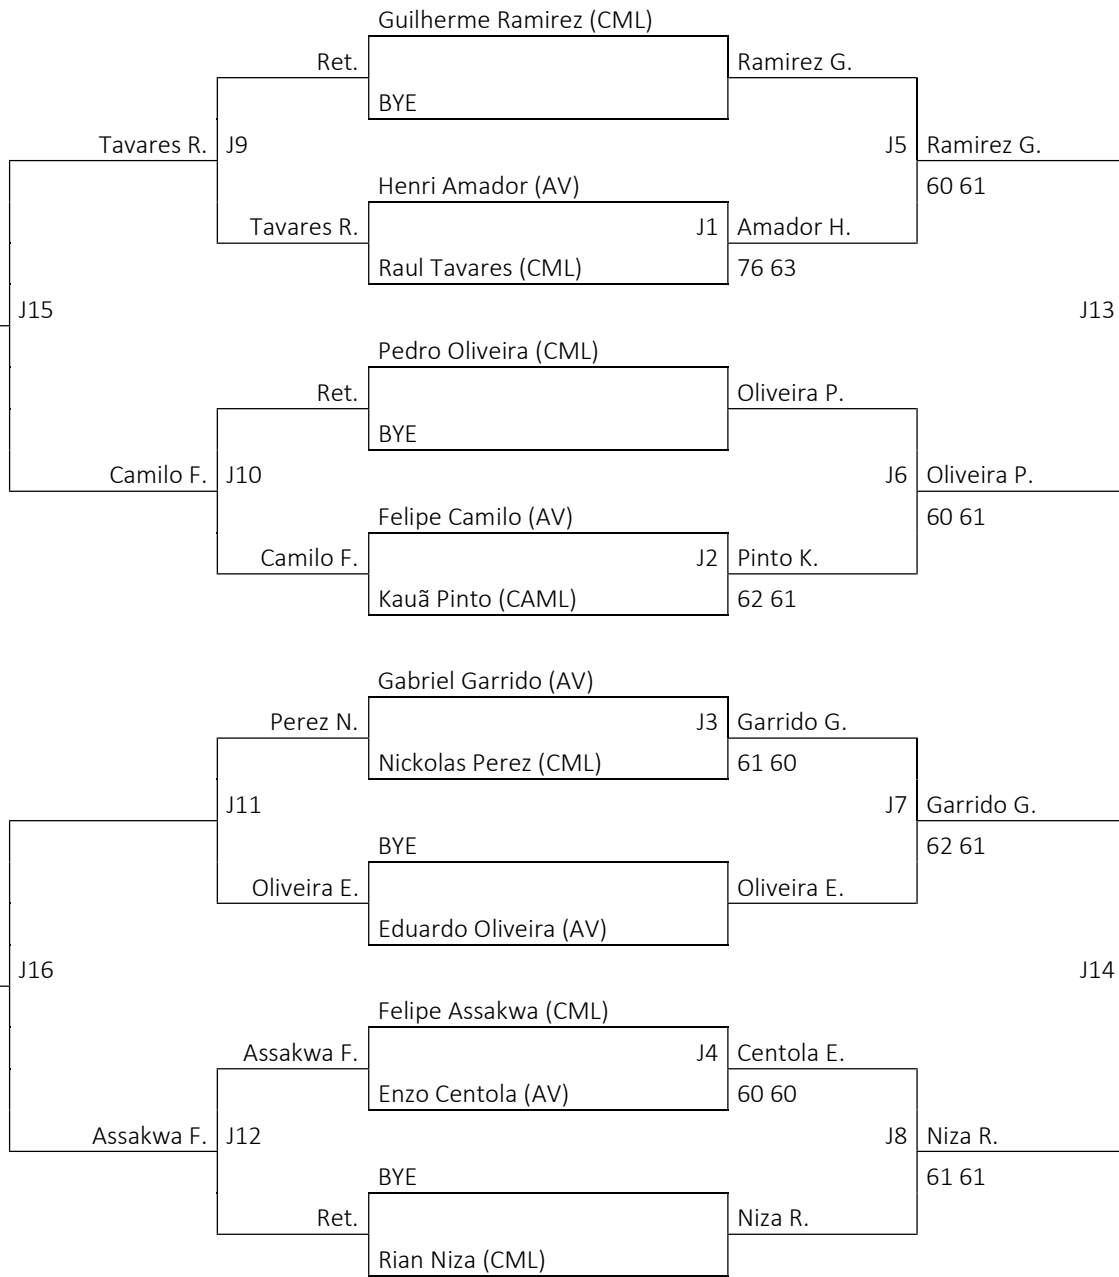 Guilherme Ramirez (CML)
Ret. Ramirez G.
BYE
Tavares R. J9 J5 Ramirez G.
Henri Amador (AV) 60 61
Tavares R. J1 Amador H.
Raul Tavares (CML) 76 63
J15 J13
Pedro Oliveira (CML)
Ret. Oliveira P.
BYE
Camilo F. J10 J6 Oliveira P.
Felipe Camilo (AV) 60 61
Camilo F. J2 Pinto K.
Kauã Pinto (CAML) 62 61
Gabriel Garrido (AV)
Perez N. J3 Garrido G.
Nickolas Perez (CML) 61 60
J11 J7 Garrido G.
BYE 62 61
Oliveira E. Oliveira E.
Eduardo Oliveira (AV)
J16 J14
Felipe Assakwa (CML)
Assakwa F. J4 Centola E.
Enzo Centola (AV) 60 60
Assakwa F. J12 J8 Niza R.
BYE 61 61
Ret. Niza R.
Rian Niza (CML)